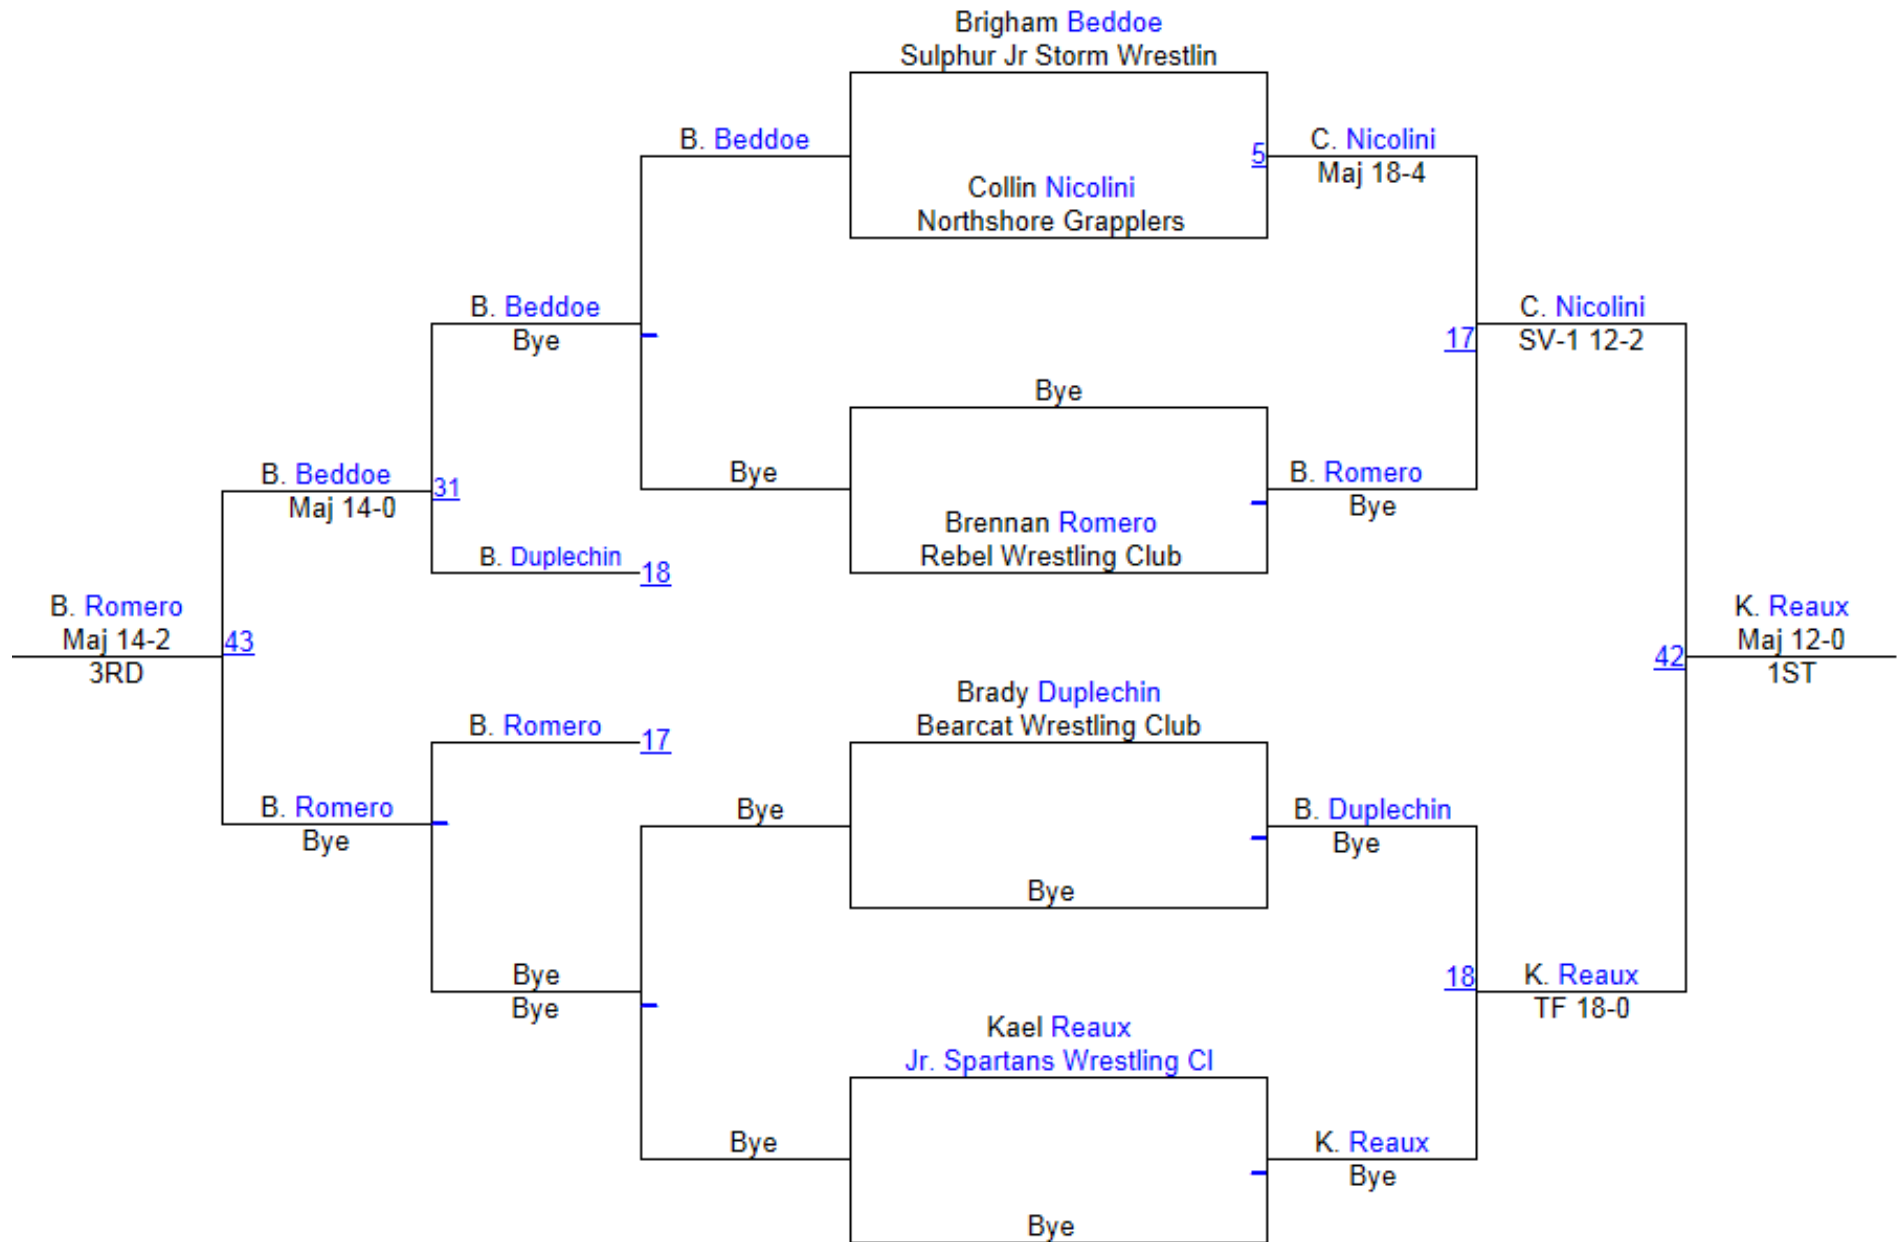 Brigham Beddoe
Sulphur Jr Storm Wrestlin
B. Beddoe
5
C. Nicolini
Maj 18-4
Collin Nicolini
Northshore Grapplers
B. Beddoe
Bye
17
C. Nicolini
SV-1 12-2
Bye
B. Beddoe
Maj 14-0
31
Bye
B. Romero
Bye
Brennan Romero
Rebel Wrestling Club
B. Duplechin
18
B. Romero
Maj 14-2
3RD
43
42
K. Reaux
Maj 12-0
1ST
Brady Duplechin
Bearcat Wrestling Club
B. Romero
17
B. Romero
Bye
Bye
B. Duplechin
Bye
Bye
Bye
Bye
18
K. Reaux
TF 18-0
Kael Reaux
Jr. Spartans Wrestling Cl
Bye
K. Reaux
Bye
Bye